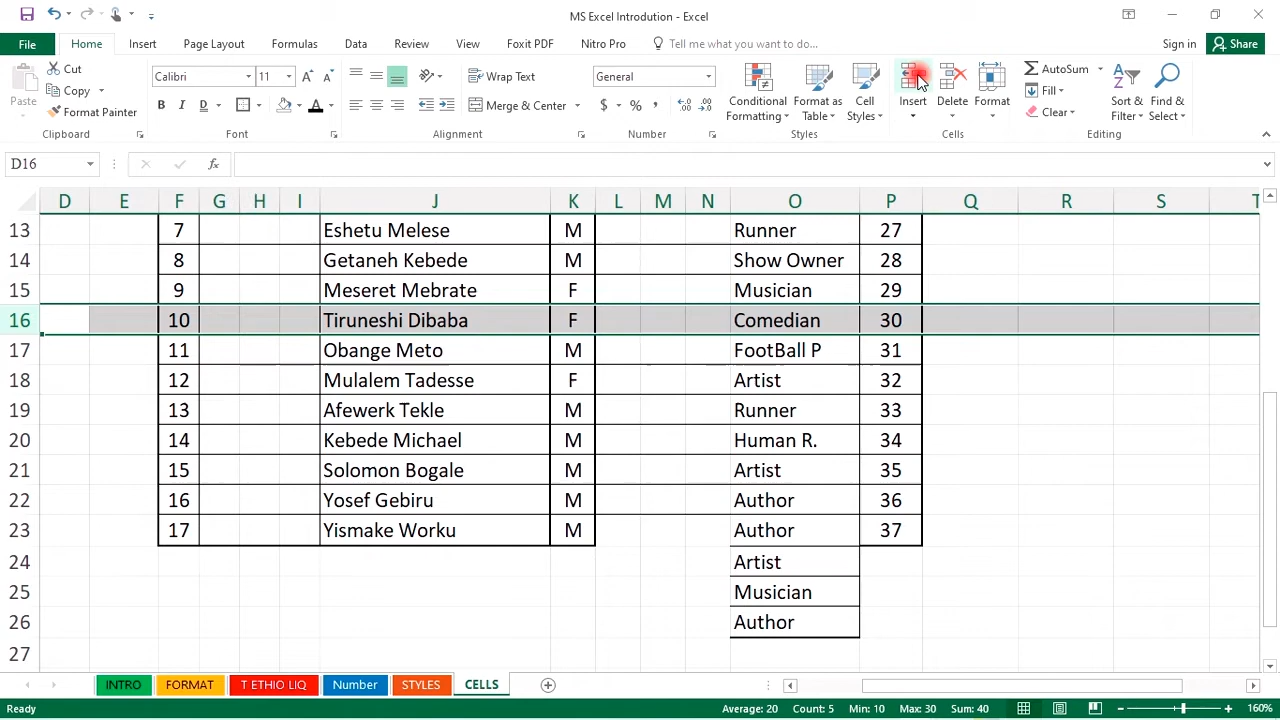 MS Excel Introdution - Excel
File Home Insert Page Layout Formulas Data Review View Foxit PDF Nitro Pro Tell me what you want to do... Sign in Share
Cut
Copy
Format Painter
Paste
Clipboard
Calibri 11 A A
B I U A
Font
Wrap Text
Merge & Center
Alignment
General
$ % ,
Number
Conditional Formatting
Format as Table
Cell Styles
Styles
Insert Delete Format
Cells
AutoSum
Fill
Clear
Sort & Filter
Find & Select
Editing
D16 fx
D E F G H I J K L M N O P Q R S T
13 7 Eshetu Melese M Runner 27
14 8 Getaneh Kebede M Show Owner 28
15 9 Meseret Mebrate F Musician 29
16 10 Tiruneshi Dibaba F Comedian 30
17 11 Obange Meto M FootBall P 31
18 12 Mulalem Tadesse F Artist 32
19 13 Afewerk Tekle M Runner 33
20 14 Kebede Michael M Human R. 34
21 15 Solomon Bogale M Artist 35
22 16 Yosef Gebiru M Author 36
23 17 Yismake Worku M Author 37
24 Artist
25 Musician
26 Author
27
INTRO FORMAT T ETHIO LIQ Number STYLES CELLS
Ready Average: 20 Count: 5 Min: 10 Max: 30 Sum: 40 160%